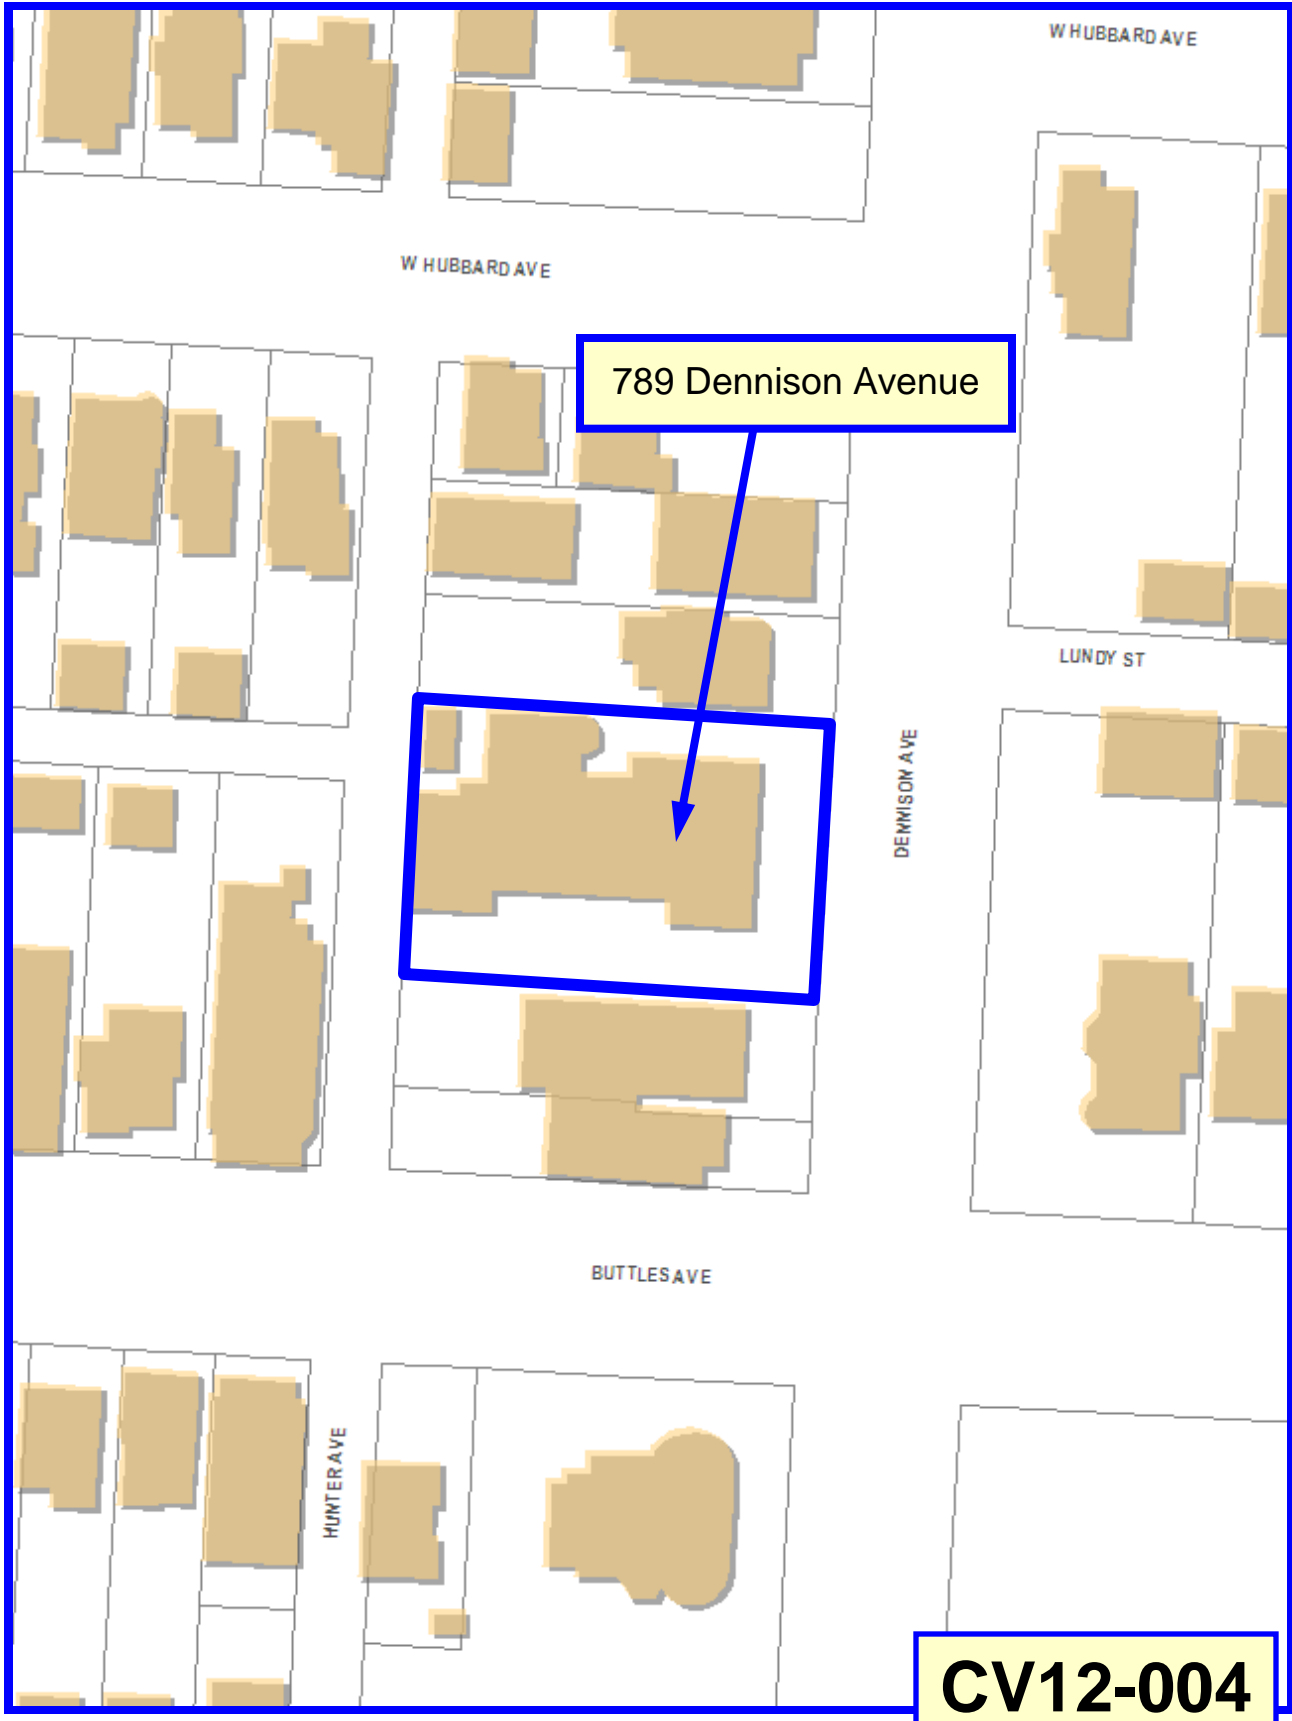 W HUBBARD AVE
W HUBBARD AVE
789 Dennison Avenue
LUNDY ST
DENNISON AVE
BUTTLES AVE
HUNTER AVE
CV12-004